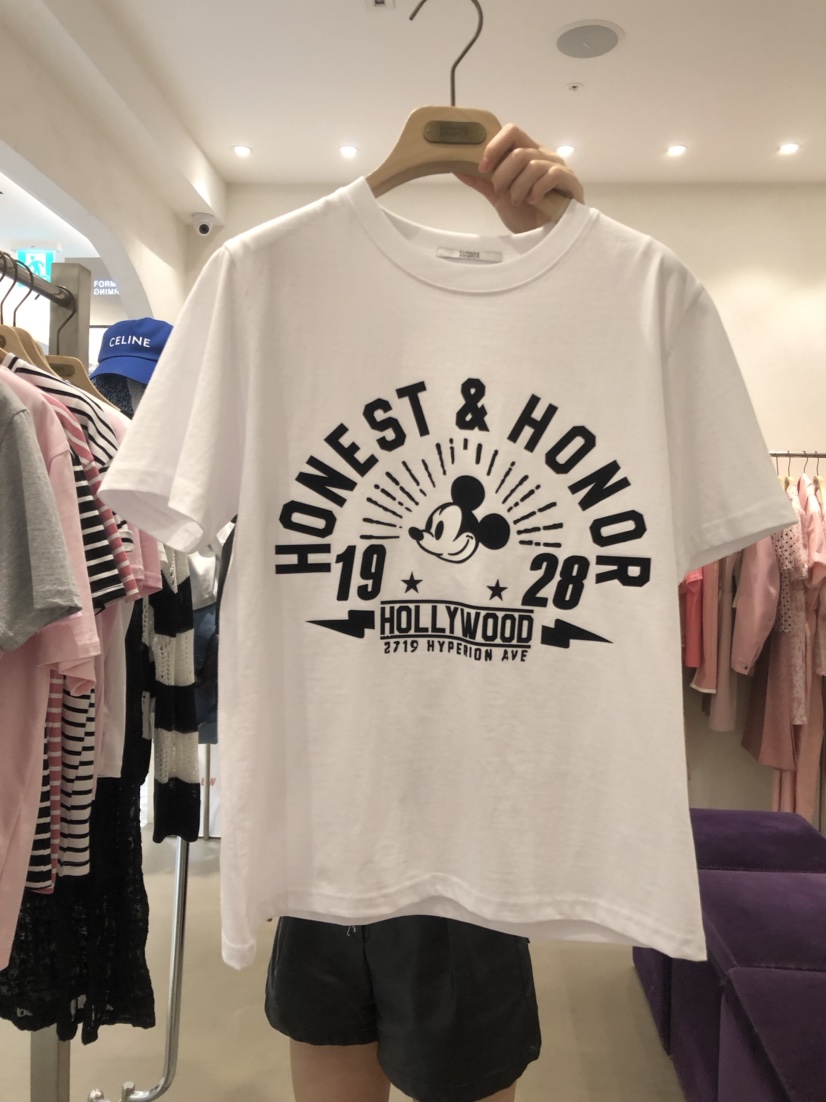 CELINE
HONEST & HONOR
19 28
HOLLYWOOD
2719 HYPERION AVE